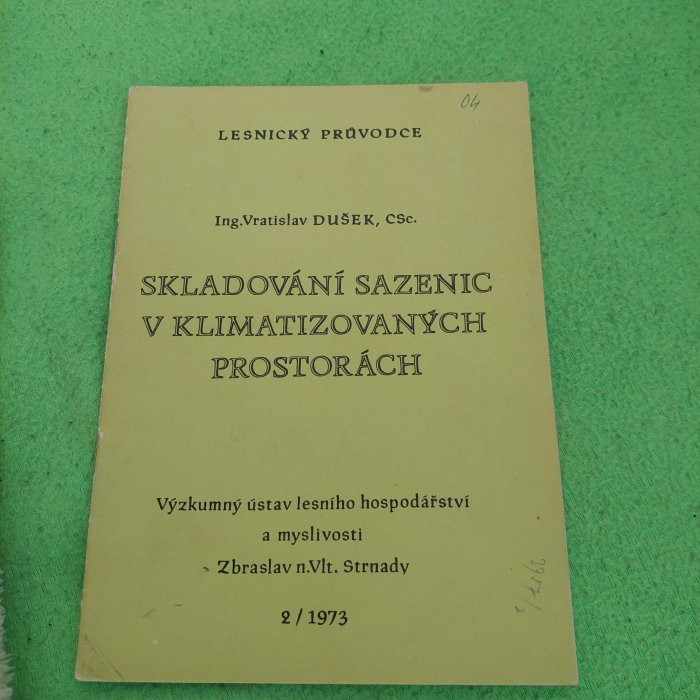 04
LESNICKÝ PRŮVODCE
Ing.Vratislav DUŠEK, CSc.
SKLADOVÁNÍ SAZENIC
V KLIMATIZOVANÝCH
PROSTORÁCH
Výzkumný ústav lesního hospodářství
a myslivosti
Zbraslav n.Vlt. Strnady
2/1973